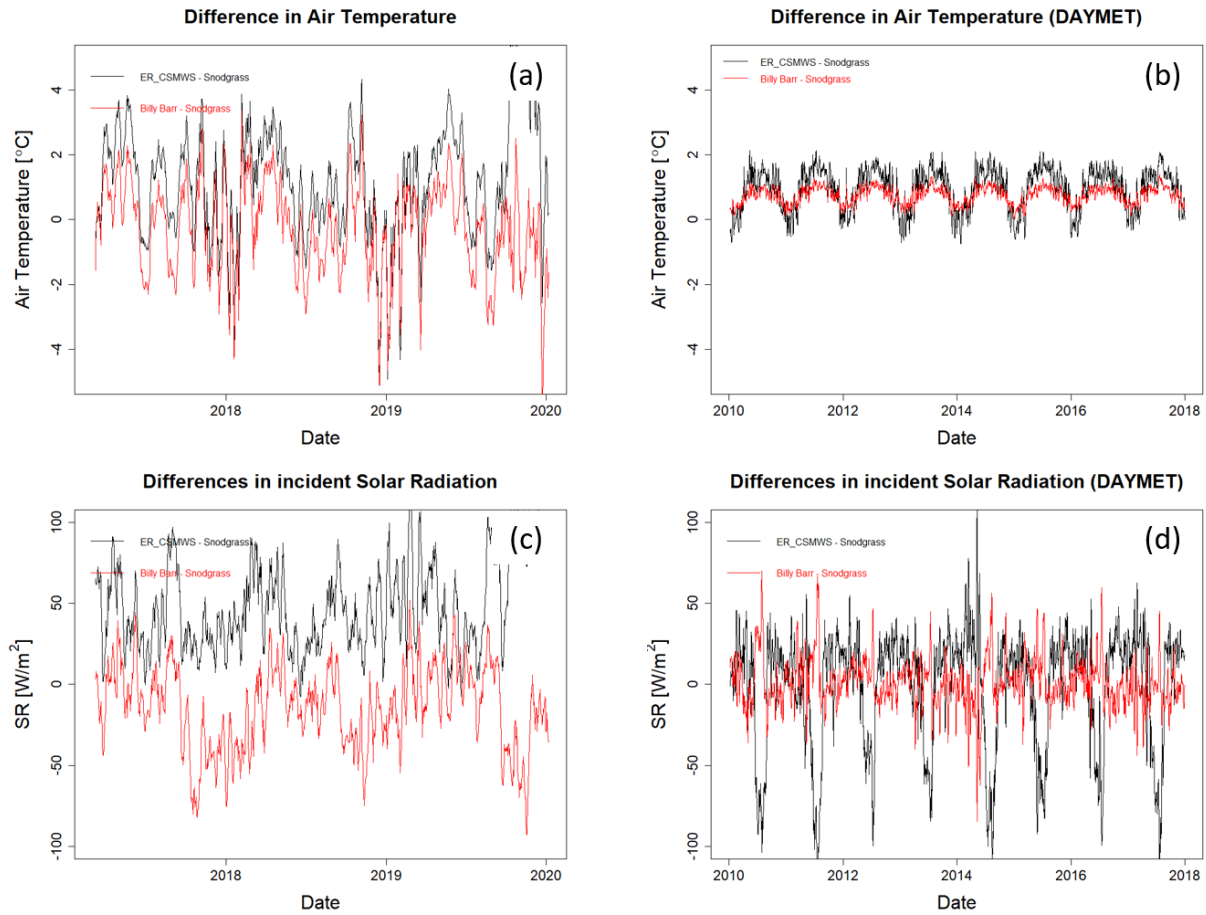 Difference in Air Temperature
(a)
ER_CSMWS - Snodgrass
Billy Barr - Snodgrass
Air Temperature [°C]
4
2
0
-2
-4
2018
2019
2020
Date
Difference in Air Temperature (DAYMET)
(b)
ER_CSMWS - Snodgrass
Billy Barr - Snodgrass
Air Temperature [°C]
4
2
0
-2
-4
2010
2012
2014
2016
2018
Date
Differences in incident Solar Radiation
(c)
ER_CSMWS - Snodgrass
Billy Barr - Snodgrass
SR [W/m²]
100
50
0
-50
-100
2018
2019
2020
Date
Differences in incident Solar Radiation (DAYMET)
(d)
ER_CSMWS - Snodgrass
Billy Barr - Snodgrass
SR [W/m²]
100
50
0
-50
-100
2010
2012
2014
2016
2018
Date